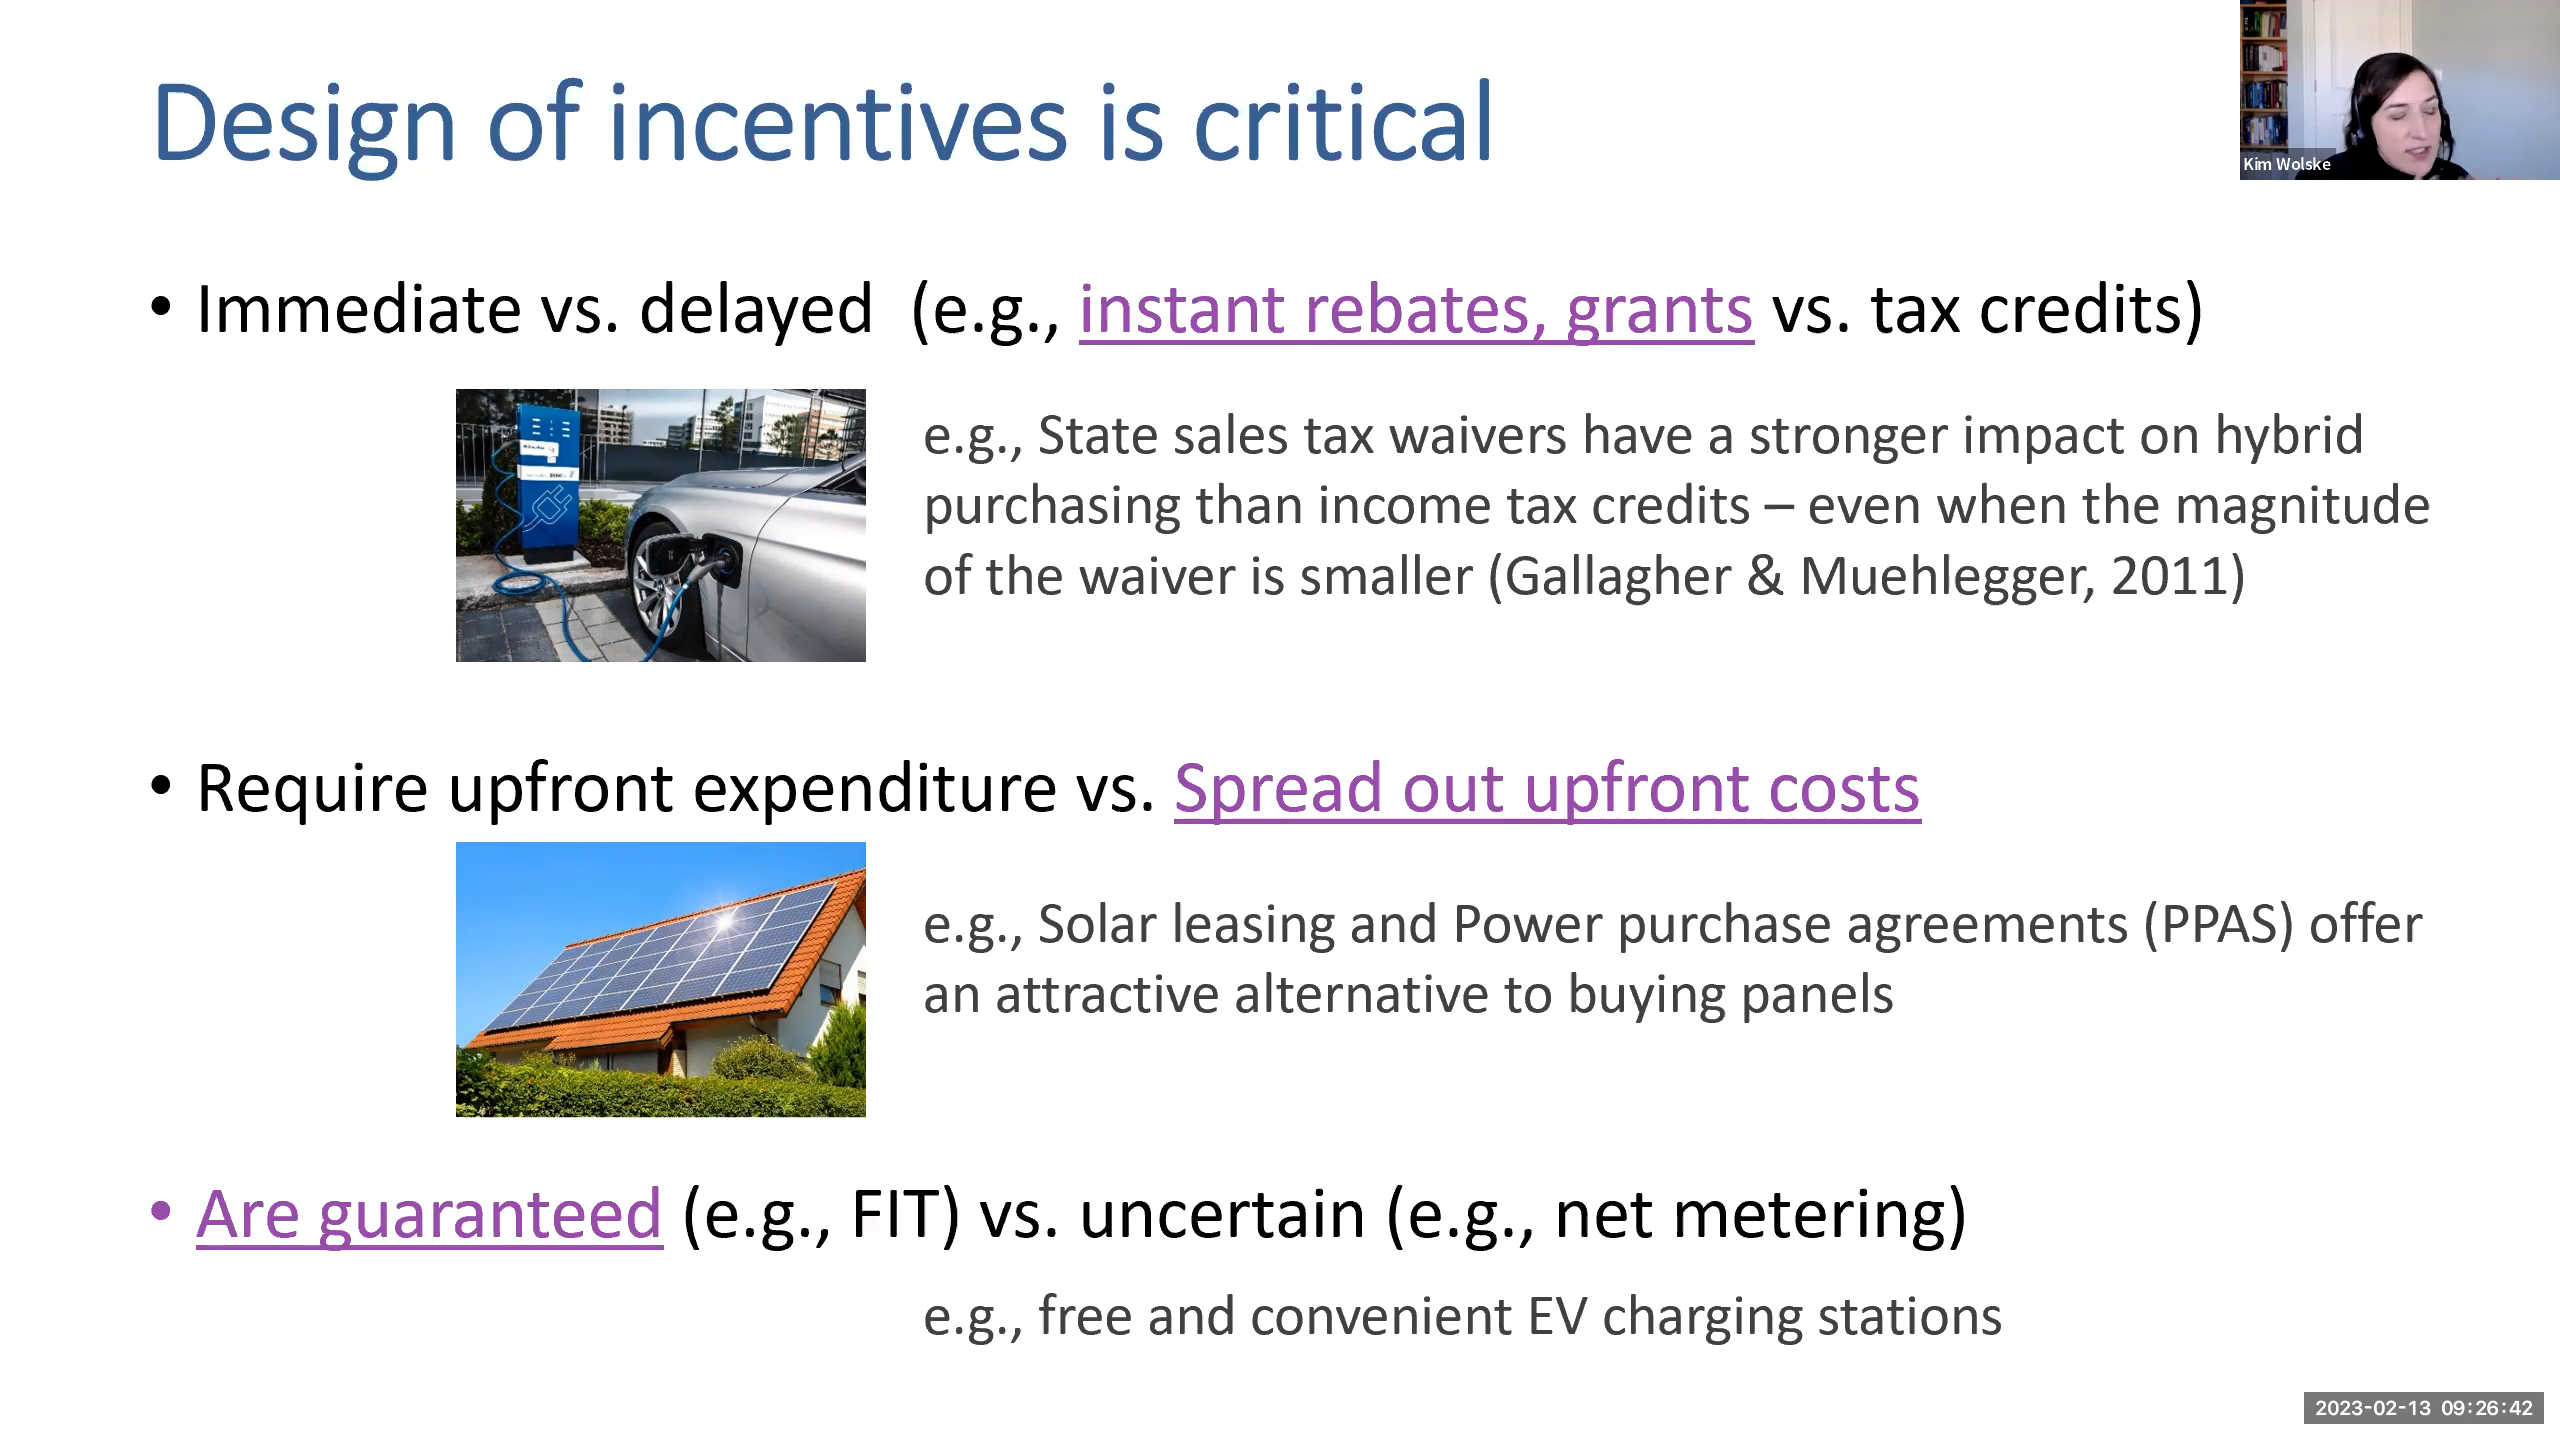 Design of incentives is critical
Kim Wolske
• Immediate vs. delayed (e.g., instant rebates, grants vs. tax credits)
e.g., State sales tax waivers have a stronger impact on hybrid
purchasing than income tax credits – even when the magnitude
of the waiver is smaller (Gallagher & Muehlegger, 2011)
• Require upfront expenditure vs. Spread out upfront costs
e.g., Solar leasing and Power purchase agreements (PPAS) offer
an attractive alternative to buying panels
• Are guaranteed (e.g., FIT) vs. uncertain (e.g., net metering)
e.g., free and convenient EV charging stations
2023-02-13 09:26:42